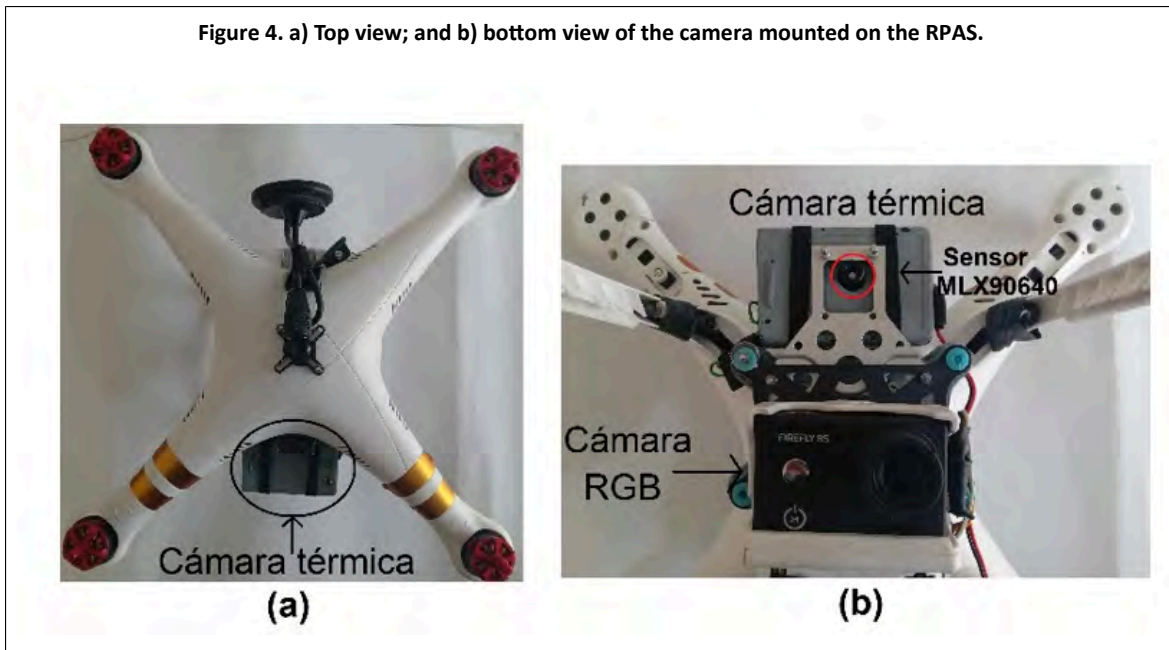 Figure 4. a) Top view; and b) bottom view of the camera mounted on the RPAS.
Cámara térmica
(a)
Cámara térmica
Sensor
MLX90640
FIREFLY 8S
Cámara
RGB
(b)